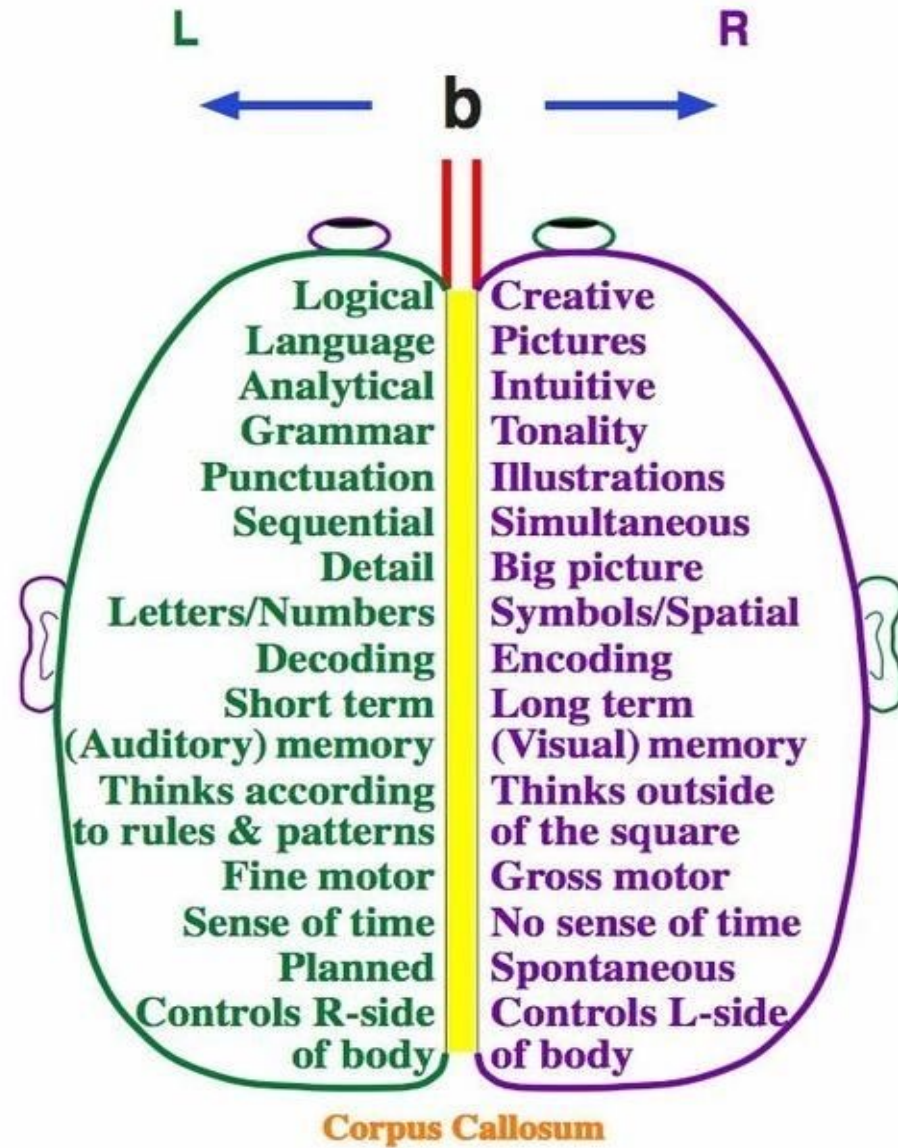 L
R
b
Logical
Language
Analytical
Grammar
Punctuation
Sequential
Detail
Letters/Numbers
Decoding
Short term
(Auditory) memory
Thinks according
to rules & patterns
Fine motor
Sense of time
Planned
Controls R-side
of body
Creative
Pictures
Intuitive
Tonality
Illustrations
Simultaneous
Big picture
Symbols/Spatial
Encoding
Long term
(Visual) memory
Thinks outside
of the square
Gross motor
No sense of time
Spontaneous
Controls L-side
of body
Corpus Callosum